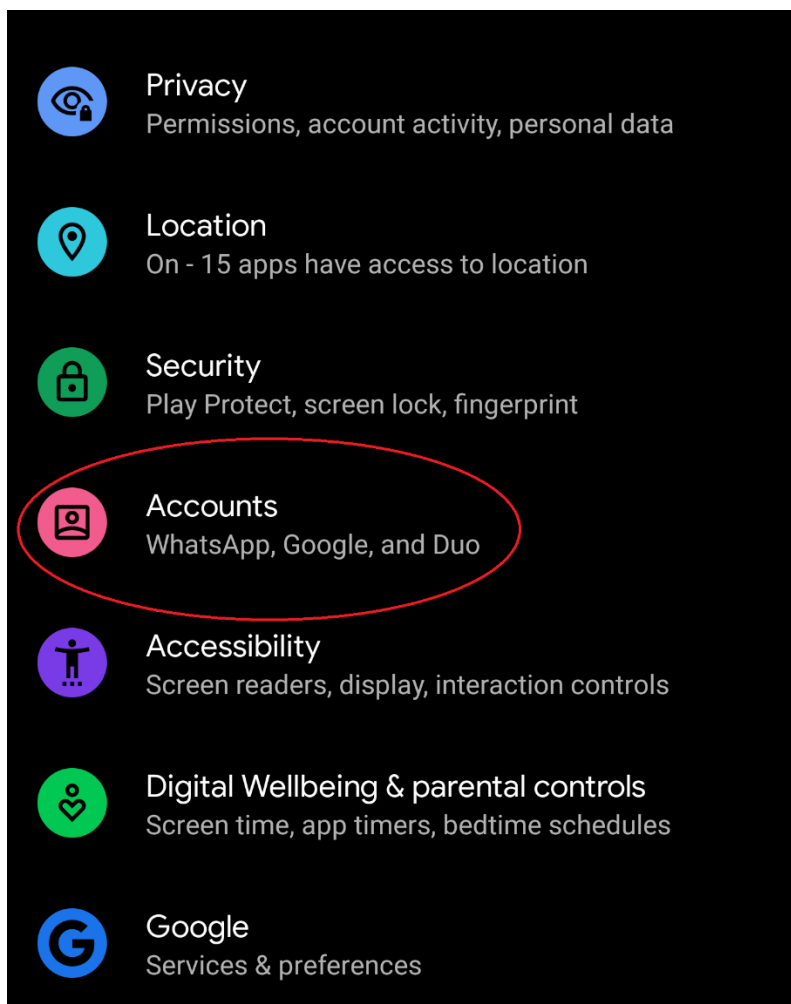 Privacy
Permissions, account activity, personal data
Location
On - 15 apps have access to location
Security
Play Protect, screen lock, fingerprint
Accounts
WhatsApp, Google, and Duo
Accessibility
Screen readers, display, interaction controls
Digital Wellbeing & parental controls
Screen time, app timers, bedtime schedules
Google
Services & preferences